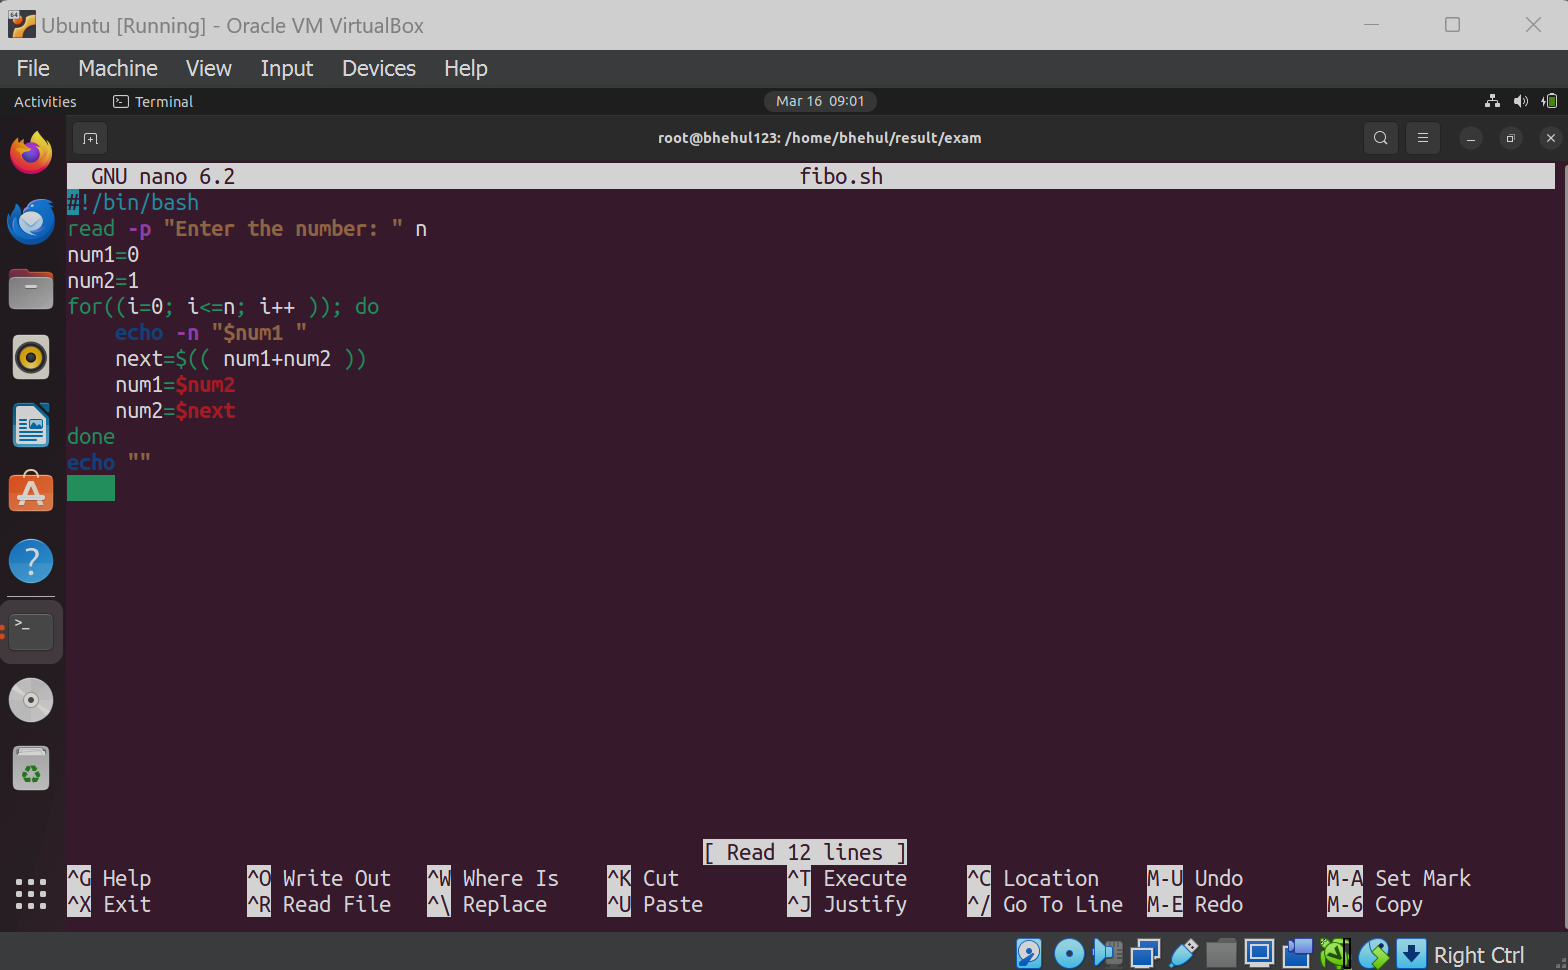 Ubuntu [Running] - Oracle VM VirtualBox
File Machine View Input Devices Help
Activities Terminal Mar 16 09:01
root@bhehul123: /home/bhehul/result/exam
GNU nano 6.2 fibo.sh
#!/bin/bash
read -p "Enter the number: " n
num1=0
num2=1
for((i=0; i<=n; i++ )); do
    echo -n "$num1 "
    next=$(( num1+num2 ))
    num1=$num2
    num2=$next
done
echo ""
[ Read 12 lines ]
^G Help ^O Write Out ^W Where Is ^K Cut ^T Execute ^C Location M-U Undo M-A Set Mark
^X Exit ^R Read File ^\ Replace ^U Paste ^J Justify ^/ Go To Line M-E Redo M-6 Copy
Right Ctrl